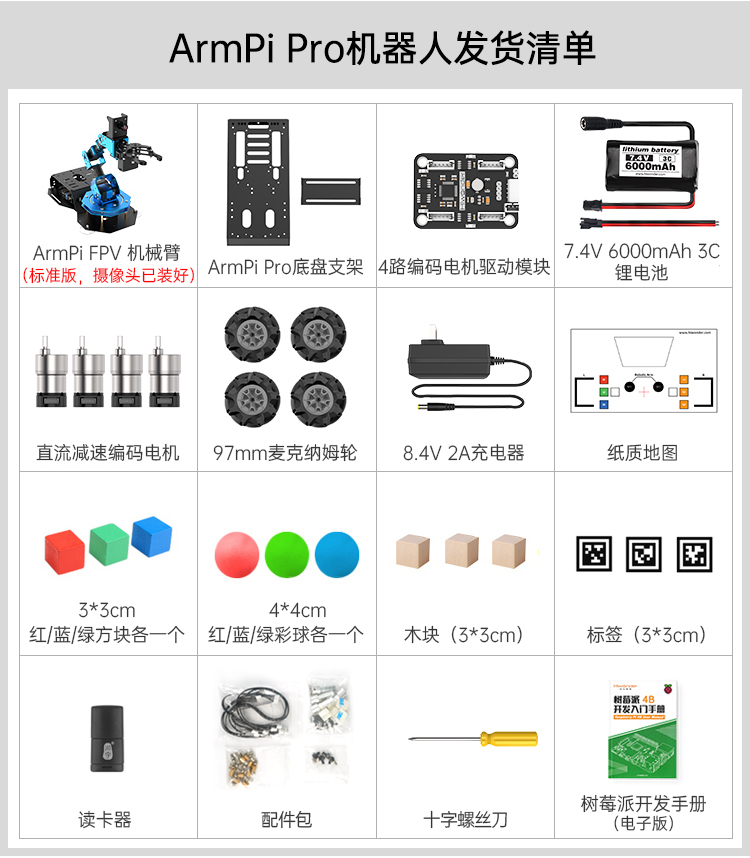 ArmPi Pro机器人发货清单
ArmPi FPV 机械臂
（标准版，摄像头已装好）
ArmPi Pro底盘支架
4路编码电机驱动模块
lithium battery
7.4V 3C
6000mAh
7.4V 6000mAh 3C
锂电池
直流减速编码电机
97mm麦克纳姆轮
8.4V 2A充电器
www.hiwonder.com
L
R
纸质地图
3*3cm
红/蓝/绿方块各一个
4*4cm
红/蓝/绿彩球各一个
木块（3*3cm）
标签（3*3cm）
读卡器
配件包
十字螺丝刀
树莓派 4B
开发入门手册
树莓派开发手册
（电子版）